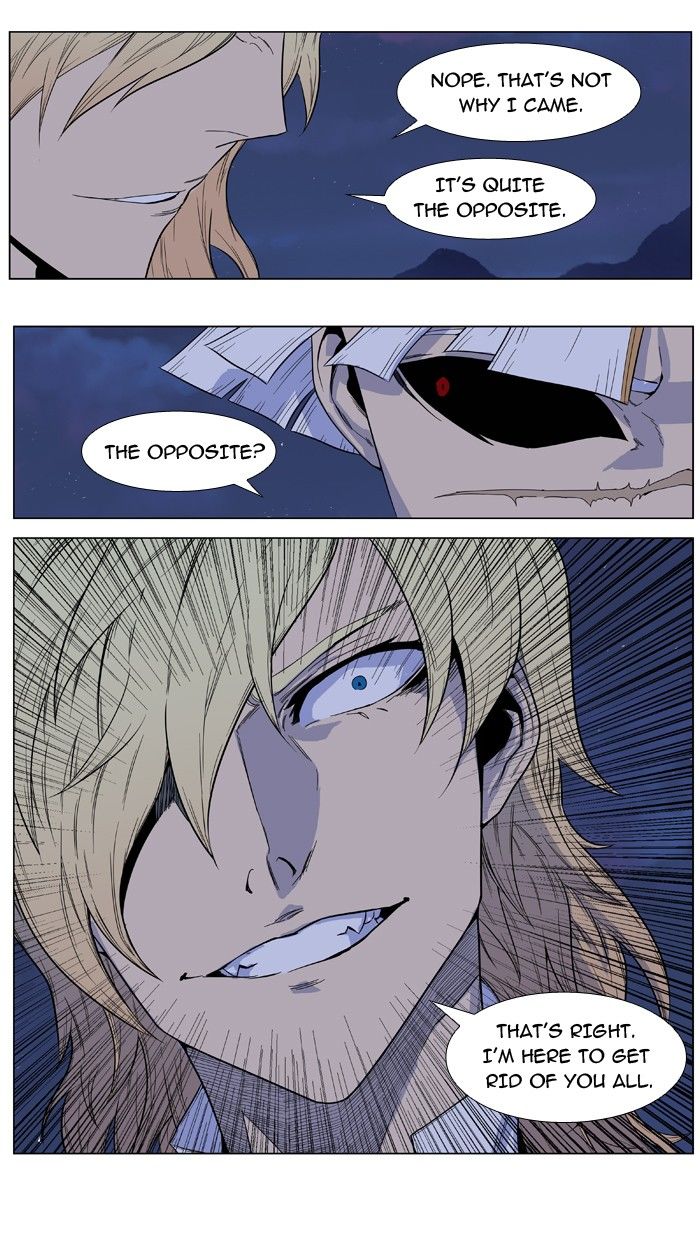 NOPE. THAT'S NOT
WHY I CAME.
IT'S QUITE
THE OPPOSITE.
THE OPPOSITE?
THAT'S RIGHT.
I'M HERE TO GET
RID OF YOU ALL.